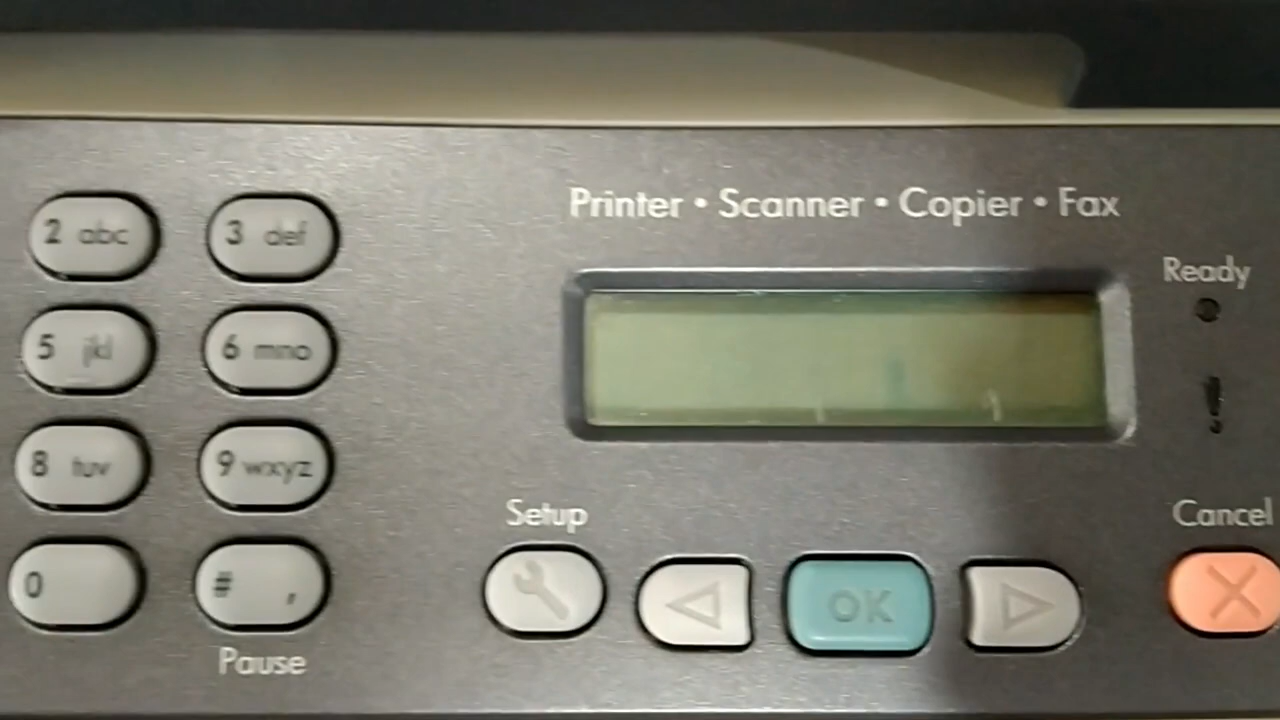 Printer • Scanner • Copier • Fax
2 abc 3 def
Ready
5 jkl 6 mno
!
8 tuv 9 wxyz
Setup
Cancel
0 # ,
OK
Pause